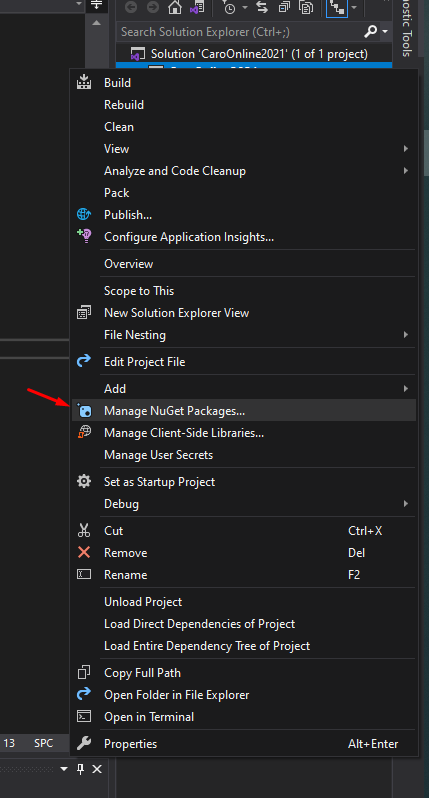 Search Solution Explorer (Ctrl+;)
Solution 'CaroOnline2021' (1 of 1 project)
Build
Rebuild
Clean
View
Analyze and Code Cleanup
Pack
Publish...
Configure Application Insights...
Overview
Scope to This
New Solution Explorer View
File Nesting
Edit Project File
Add
Manage NuGet Packages...
Manage Client-Side Libraries...
Manage User Secrets
Set as Startup Project
Debug
Cut Ctrl+X
Remove Del
Rename F2
Unload Project
Load Direct Dependencies of Project
Load Entire Dependency Tree of Project
Copy Full Path
Open Folder in File Explorer
Open in Terminal
Properties Alt+Enter
13 SPC
Tools